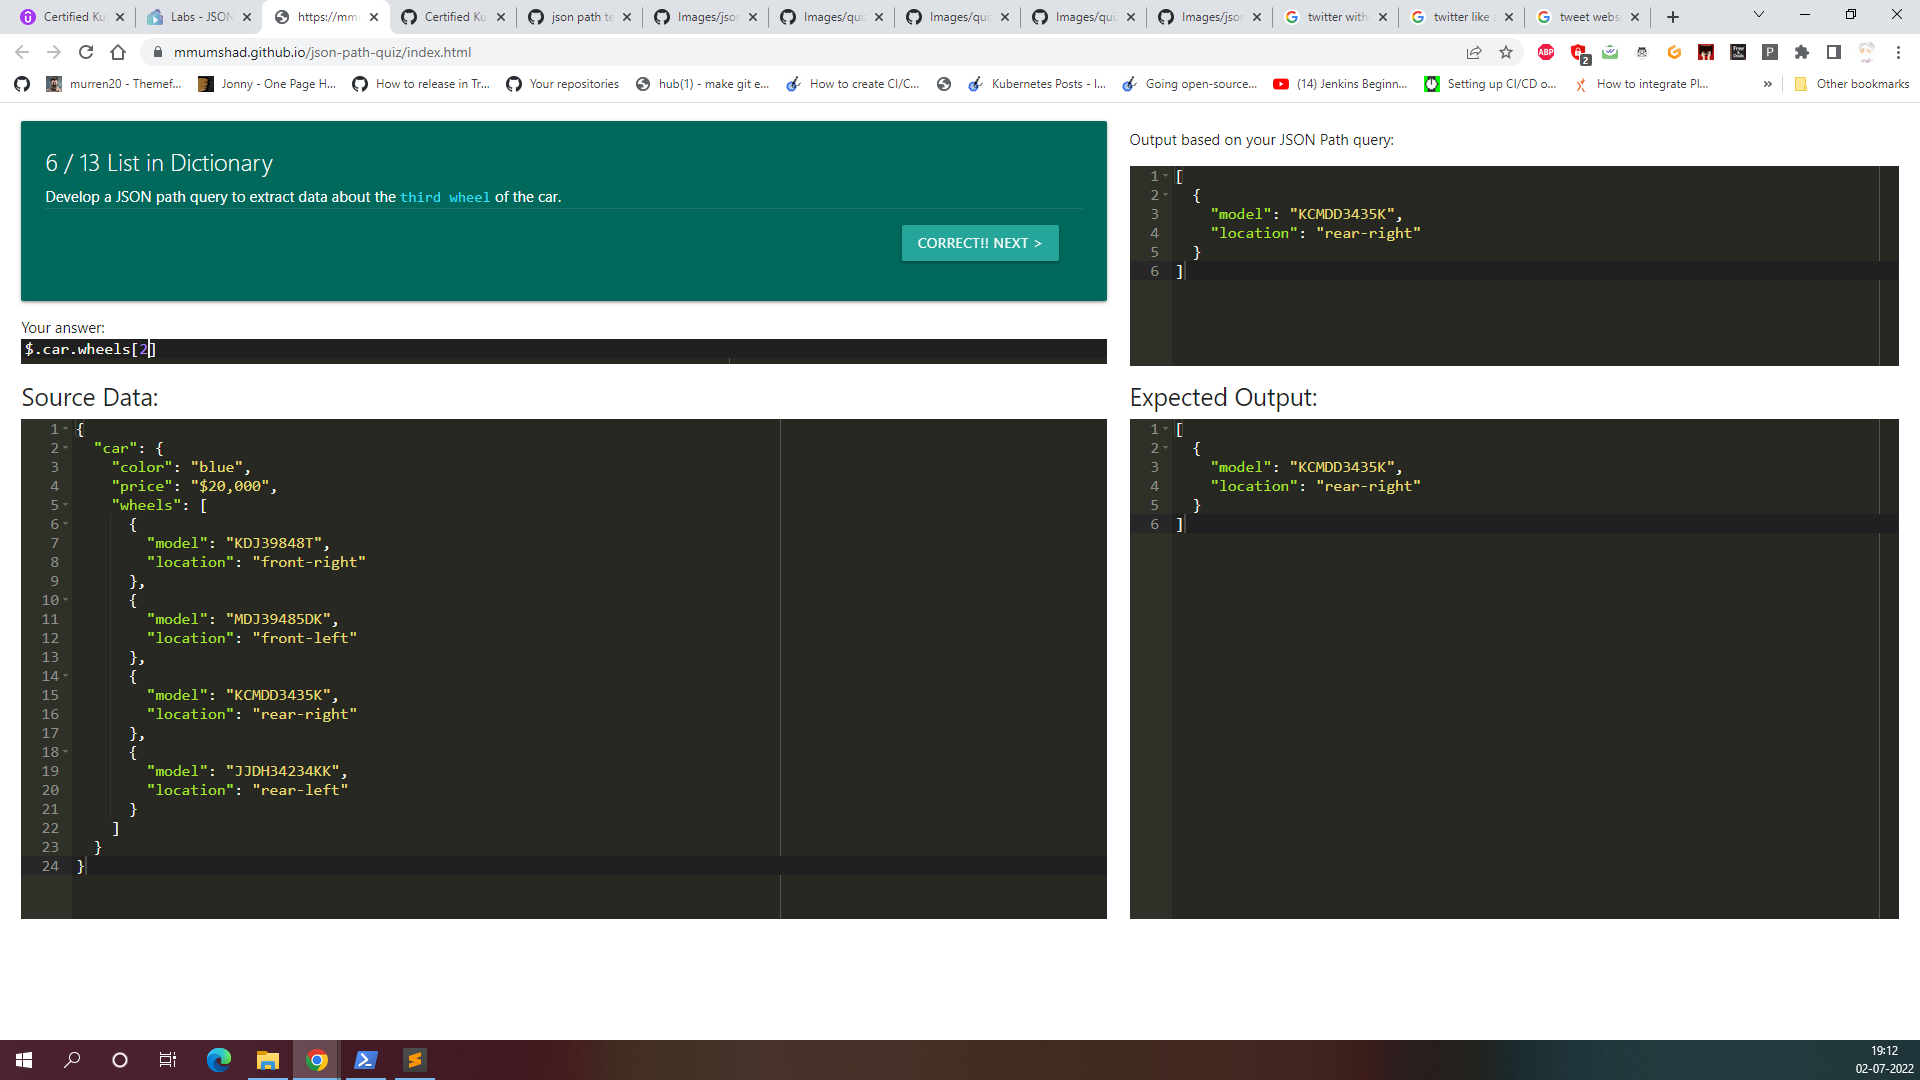 Certified Ku
Labs - JSON
https://mm
Certified Ku
json path te
Images/json
Images/qui
Images/qui
Images/qui
Images/json
twitter with
twitter like
tweet webs
mmumshad.github.io/json-path-quiz/index.html
ABP
2
P
murren20 - Themef...
Jonny - One Page H...
How to release in Tr...
Your repositories
hub(1) - make git e...
How to create CI/C...
Kubernetes Posts - I...
Going open-source...
(14) Jenkins Beginn...
Setting up CI/CD o...
How to integrate Pl...
»
Other bookmarks
6 / 13 List in Dictionary
Develop a JSON path query to extract data about the third wheel of the car.
CORRECT!! NEXT >
Your answer:
$.car.wheels[2]
Source Data:
1 {
2 "car": {
3 "color": "blue",
4 "price": "$20,000",
5 "wheels": [
6 {
7 "model": "KDJ39848T",
8 "location": "front-right"
9 },
10 {
11 "model": "MDJ39485DK",
12 "location": "front-left"
13 },
14 {
15 "model": "KCMDD3435K",
16 "location": "rear-right"
17 },
18 {
19 "model": "JJDH34234KK",
20 "location": "rear-left"
21 }
22 ]
23 }
24 }
Output based on your JSON Path query:
1 [
2 {
3 "model": "KCMDD3435K",
4 "location": "rear-right"
5 }
6 ]
Expected Output:
1 [
2 {
3 "model": "KCMDD3435K",
4 "location": "rear-right"
5 }
6 ]
19:12
02-07-2022